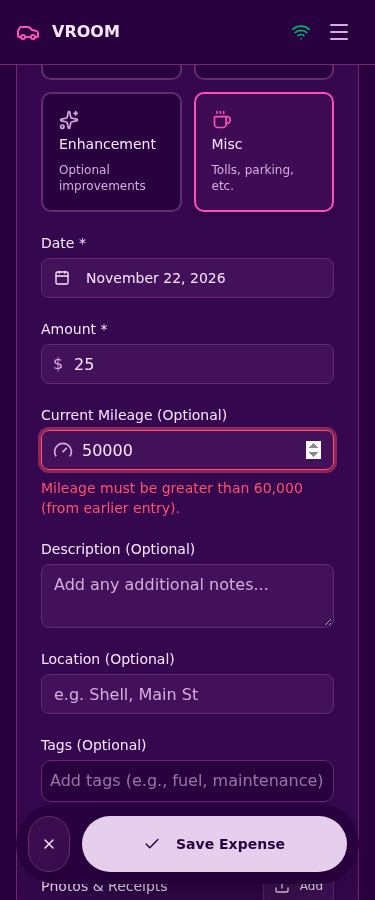 VROOM
Enhancement
Optional
improvements
Misc
Tolls, parking,
etc.
Date *
November 22, 2026
Amount *
$ 25
Current Mileage (Optional)
50000
Mileage must be greater than 60,000
(from earlier entry).
Description (Optional)
Add any additional notes...
Location (Optional)
e.g. Shell, Main St
Tags (Optional)
Add tags (e.g., fuel, maintenance)
Save Expense
Photos & Receipts
Add